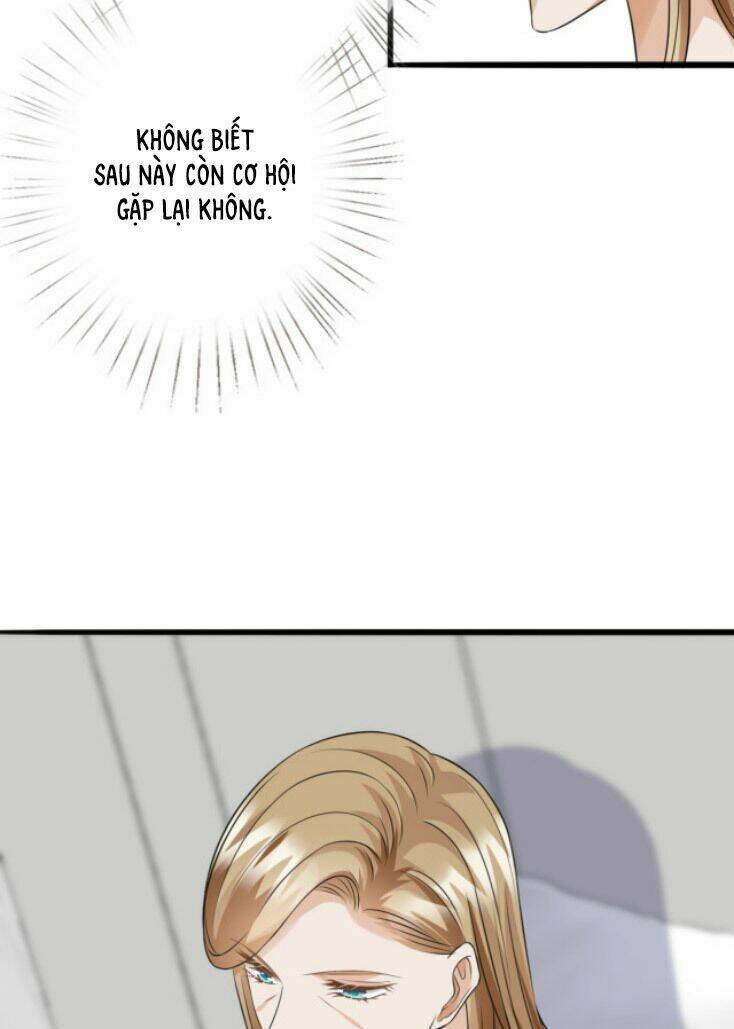 KHÔNG BIẾT
SAU NÀY CÒN CƠ HỘI
GẶP LẠI KHÔNG.